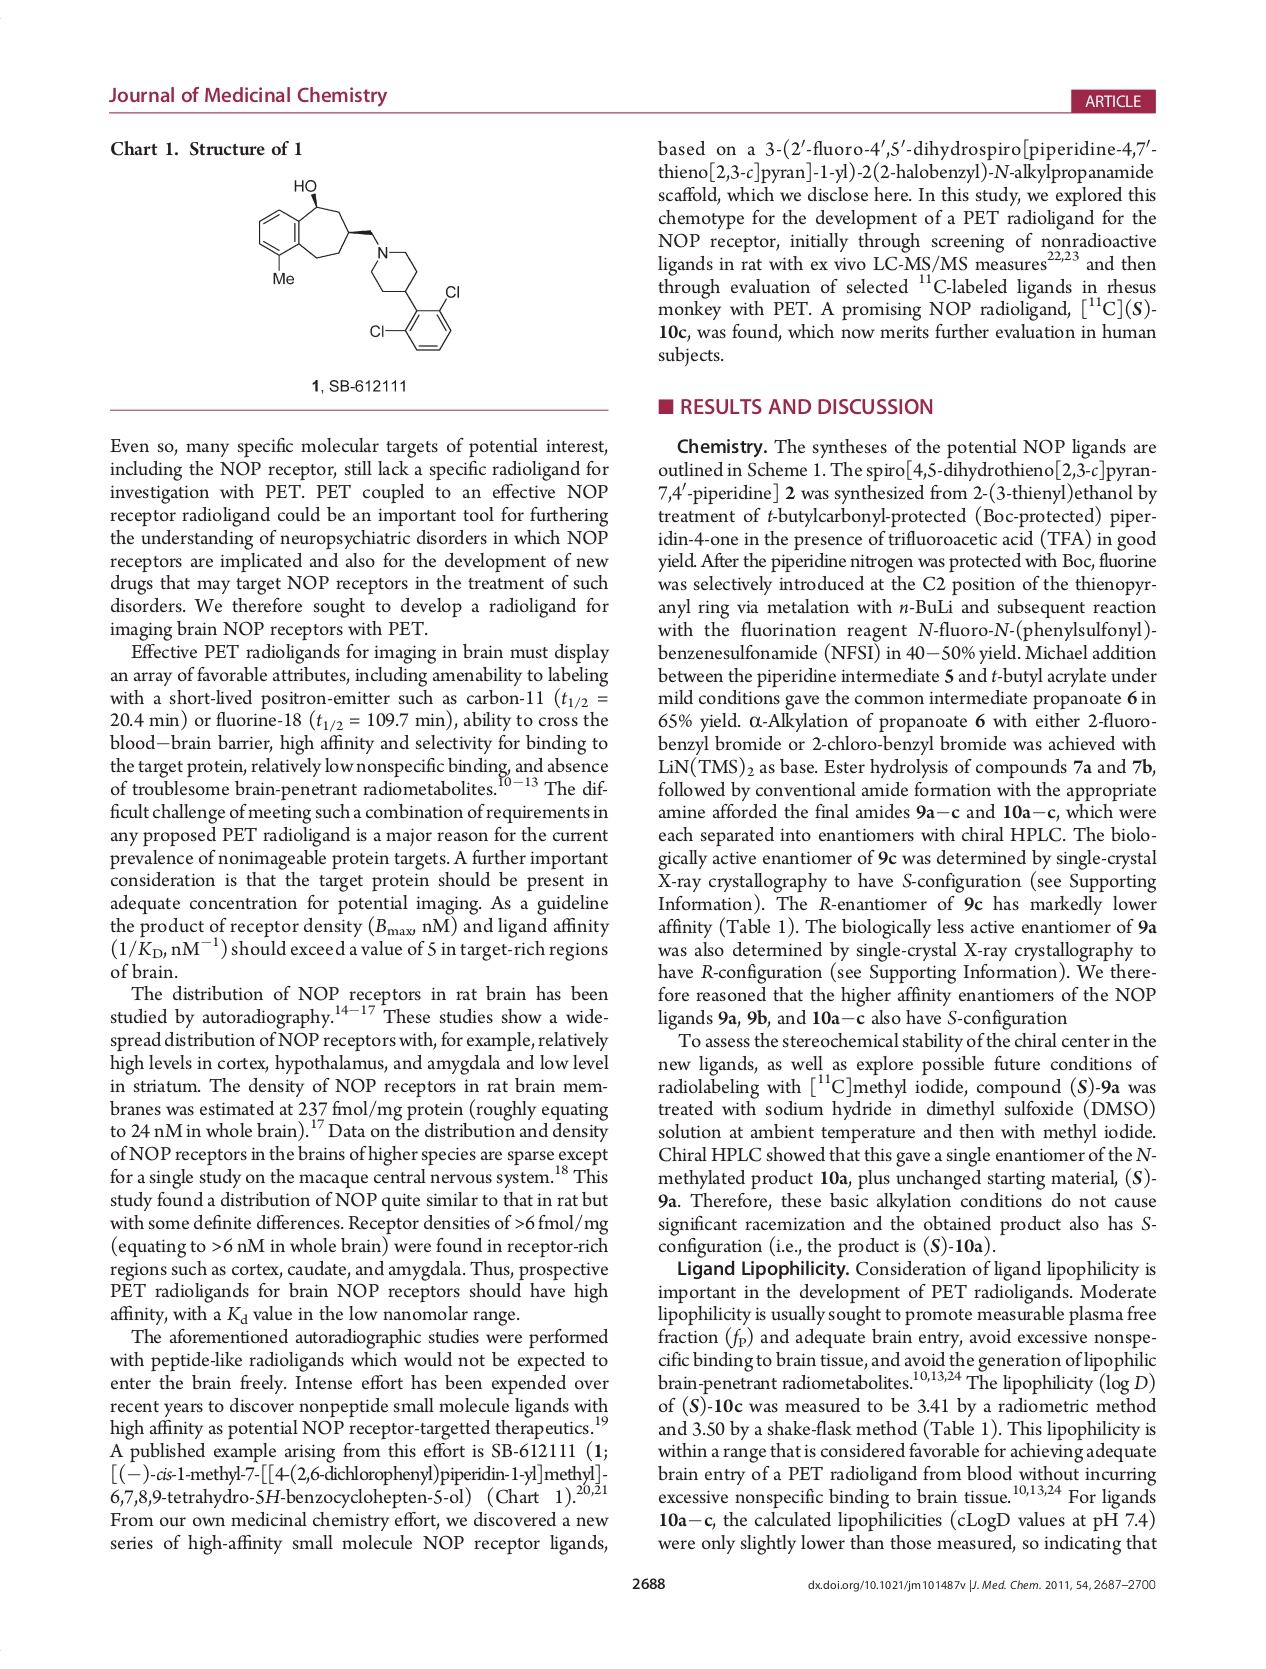 Journal of Medicinal Chemistry
ARTICLE
Chart 1. Structure of 1
HO
Me
N
Cl
Cl
1, SB-612111
Even so, many specific molecular targets of potential interest,
including the NOP receptor, still lack a specific radioligand for
investigation with PET. PET coupled to an effective NOP
receptor radioligand could be an important tool for furthering
the understanding of neuropsychiatric disorders in which NOP
receptors are implicated and also for the development of new
drugs that may target NOP receptors in the treatment of such
disorders. We therefore sought to develop a radioligand for
imaging brain NOP receptors with PET.
Effective PET radioligands for imaging in brain must display
an array of favorable attributes, including amenability to labeling
with a short-lived positron-emitter such as carbon-11 (t1/2 =
20.4 min) or fluorine-18 (t1/2 = 109.7 min), ability to cross the
blood−brain barrier, high affinity and selectivity for binding to
the target protein, relatively low nonspecific binding, and absence
of troublesome brain-penetrant radiometabolites.10−13 The dif-
ficult challenge of meeting such a combination of requirements in
any proposed PET radioligand is a major reason for the current
prevalence of nonimageable protein targets. A further important
consideration is that the target protein should be present in
adequate concentration for potential imaging. As a guideline
the product of receptor density (Bmax, nM) and ligand affinity
(1/KD, nM−1) should exceed a value of 5 in target-rich regions
of brain.
The distribution of NOP receptors in rat brain has been
studied by autoradiography.14−17 These studies show a wide-
spread distribution of NOP receptors with, for example, relatively
high levels in cortex, hypothalamus, and amygdala and low level
in striatum. The density of NOP receptors in rat brain mem-
branes was estimated at 237 fmol/mg protein (roughly equating
to 24 nM in whole brain).17 Data on the distribution and density
of NOP receptors in the brains of higher species are sparse except
for a single study on the macaque central nervous system.18 This
study found a distribution of NOP quite similar to that in rat but
with some definite differences. Receptor densities of >6 fmol/mg
(equating to >6 nM in whole brain) were found in receptor-rich
regions such as cortex, caudate, and amygdala. Thus, prospective
PET radioligands for brain NOP receptors should have high
affinity, with a Kd value in the low nanomolar range.
The aforementioned autoradiographic studies were performed
with peptide-like radioligands which would not be expected to
enter the brain freely. Intense effort has been expended over
recent years to discover nonpeptide small molecule ligands with
high affinity as potential NOP receptor-targetted therapeutics.19
A published example arising from this effort is SB-612111 (1;
[(−)-cis-1-methyl-7-[[4-(2,6-dichlorophenyl)piperidin-1-yl]methyl]-
6,7,8,9-tetrahydro-5H-benzocyclohepten-5-ol) (Chart 1).20,21
From our own medicinal chemistry effort, we discovered a new
series of high-affinity small molecule NOP receptor ligands,
based on a 3-(2′-fluoro-4′,5′-dihydrospiro[piperidine-4,7′-
thieno[2,3-c]pyran]-1-yl)-2(2-halobenzyl)-N-alkylpropanamide
scaffold, which we disclose here. In this study, we explored this
chemotype for the development of a PET radioligand for the
NOP receptor, initially through screening of nonradioactive
ligands in rat with ex vivo LC-MS/MS measures22,23 and then
through evaluation of selected 11C-labeled ligands in rhesus
monkey with PET. A promising NOP radioligand, [11C](S)-
10c, was found, which now merits further evaluation in human
subjects.
■ RESULTS AND DISCUSSION
Chemistry. The syntheses of the potential NOP ligands are
outlined in Scheme 1. The spiro[4,5-dihydrothieno[2,3-c]pyran-
7,4′-piperidine] 2 was synthesized from 2-(3-thienyl)ethanol by
treatment of t-butylcarbonyl-protected (Boc-protected) piper-
idin-4-one in the presence of trifluoroacetic acid (TFA) in good
yield. After the piperidine nitrogen was protected with Boc, fluorine
was selectively introduced at the C2 position of the thienopyr-
anyl ring via metalation with n-BuLi and subsequent reaction
with the fluorination reagent N-fluoro-N-(phenylsulfonyl)-
benzenesulfonamide (NFSI) in 40−50% yield. Michael addition
between the piperidine intermediate 5 and t-butyl acrylate under
mild conditions gave the common intermediate propanoate 6 in
65% yield. α-Alkylation of propanoate 6 with either 2-fluoro-
benzyl bromide or 2-chloro-benzyl bromide was achieved with
LiN(TMS)2 as base. Ester hydrolysis of compounds 7a and 7b,
followed by conventional amide formation with the appropriate
amine afforded the final amides 9a−c and 10a−c, which were
each separated into enantiomers with chiral HPLC. The biolo-
gically active enantiomer of 9c was determined by single-crystal
X-ray crystallography to have S-configuration (see Supporting
Information). The R-enantiomer of 9c has markedly lower
affinity (Table 1). The biologically less active enantiomer of 9a
was also determined by single-crystal X-ray crystallography to
have R-configuration (see Supporting Information). We there-
fore reasoned that the higher affinity enantiomers of the NOP
ligands 9a, 9b, and 10a−c also have S-configuration
To assess the stereochemical stability of the chiral center in the
new ligands, as well as explore possible future conditions of
radiolabeling with [11C]methyl iodide, compound (S)-9a was
treated with sodium hydride in dimethyl sulfoxide (DMSO)
solution at ambient temperature and then with methyl iodide.
Chiral HPLC showed that this gave a single enantiomer of the N-
methylated product 10a, plus unchanged starting material, (S)-
9a. Therefore, these basic alkylation conditions do not cause
significant racemization and the obtained product also has S-
configuration (i.e., the product is (S)-10a).
Ligand Lipophilicity. Consideration of ligand lipophilicity is
important in the development of PET radioligands. Moderate
lipophilicity is usually sought to promote measurable plasma free
fraction (fP) and adequate brain entry, avoid excessive nonspe-
cific binding to brain tissue, and avoid the generation of lipophilic
brain-penetrant radiometabolites.10,13,24 The lipophilicity (log D)
of (S)-10c was measured to be 3.41 by a radiometric method
and 3.50 by a shake-flask method (Table 1). This lipophilicity is
within a range that is considered favorable for achieving adequate
brain entry of a PET radioligand from blood without incurring
excessive nonspecific binding to brain tissue.10,13,24 For ligands
10a−c, the calculated lipophilicities (cLogD values at pH 7.4)
were only slightly lower than those measured, so indicating that
2688
dx.doi.org/10.1021/jm101487v |J. Med. Chem. 2011, 54, 2687–2700